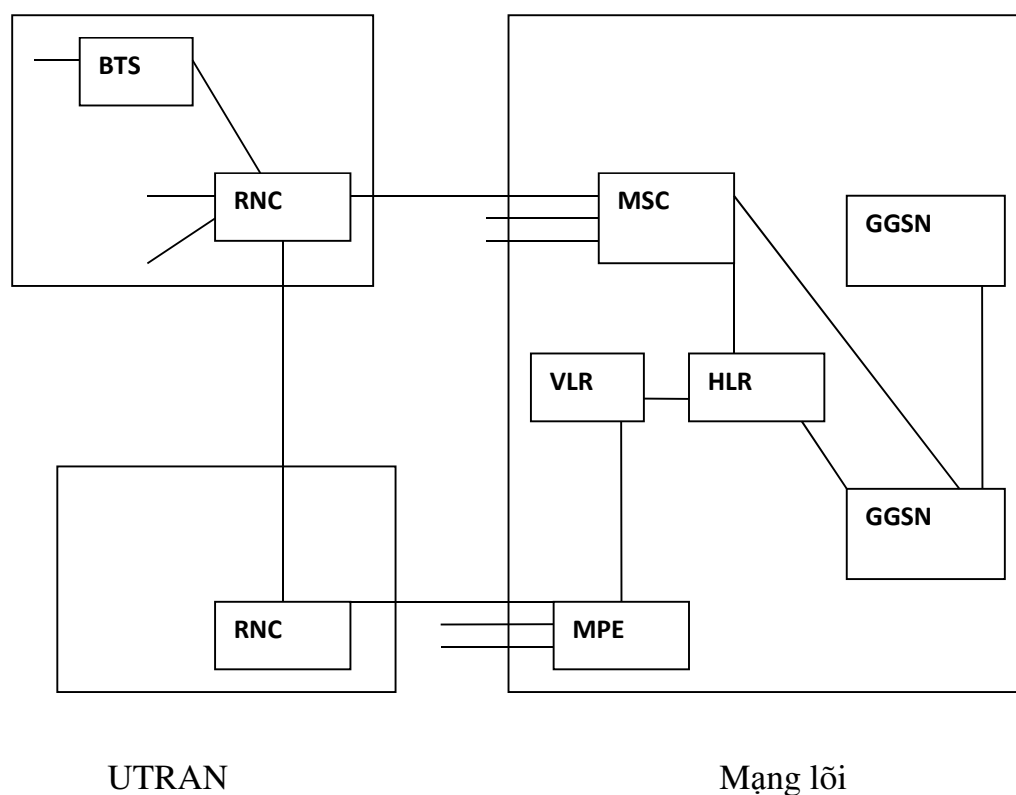 BTS
RNC
MSC
GGSN
VLR
HLR
GGSN
RNC
MPE
UTRAN
Mạng lõi